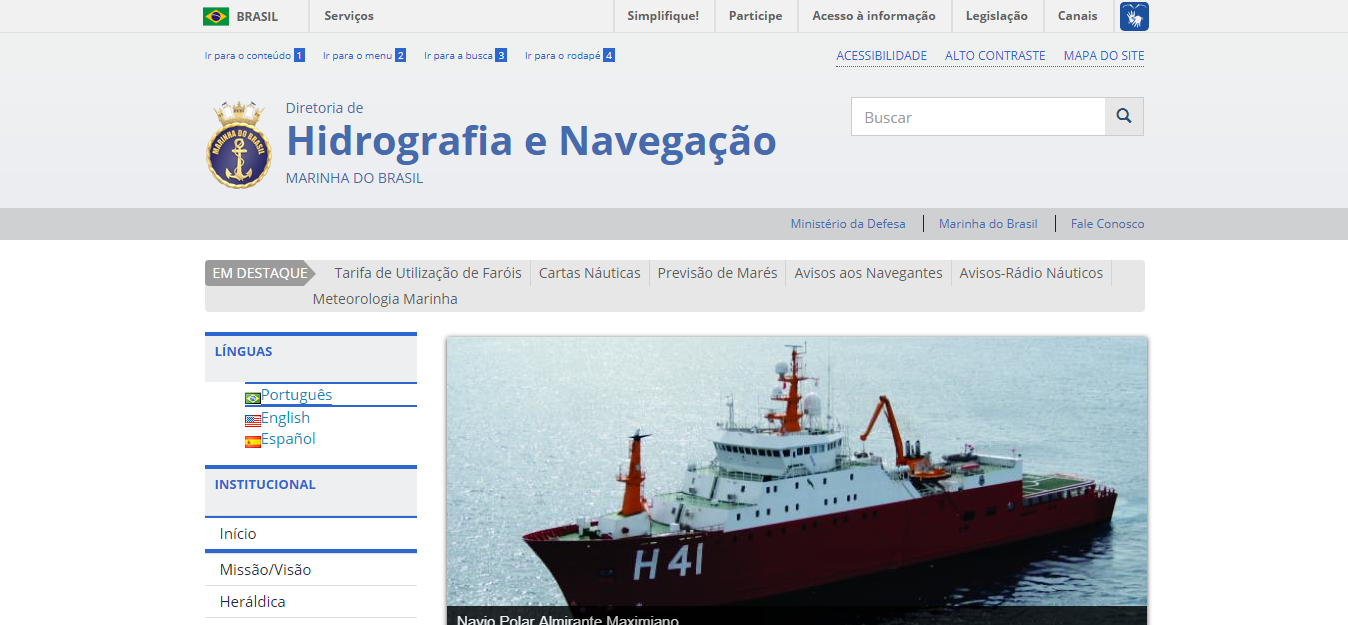 BRASIL Serviços Simplifique! Participe Acesso à informação Legislação Canais
Ir para o conteúdo 1 Ir para o menu 2 Ir para a busca 3 Ir para o rodapé 4 ACESSIBILIDADE ALTO CONTRASTE MAPA DO SITE
MARINHA DO BRASIL
Diretoria de
Hidrografia e Navegação
MARINHA DO BRASIL
Buscar
Ministério da Defesa Marinha do Brasil Fale Conosco
EM DESTAQUE Tarifa de Utilização de Faróis Cartas Náuticas Previsão de Marés Avisos aos Navegantes Avisos-Rádio Náuticos
Meteorologia Marinha
LÍNGUAS
Português
English
Español
INSTITUCIONAL
Início
Missão/Visão
Heráldica
H 41
Navio Polar Almirante Maximiano